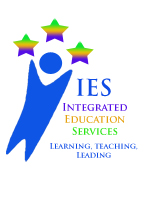 IES
Integrated
Education
Services
Learning, teaching,
Leading